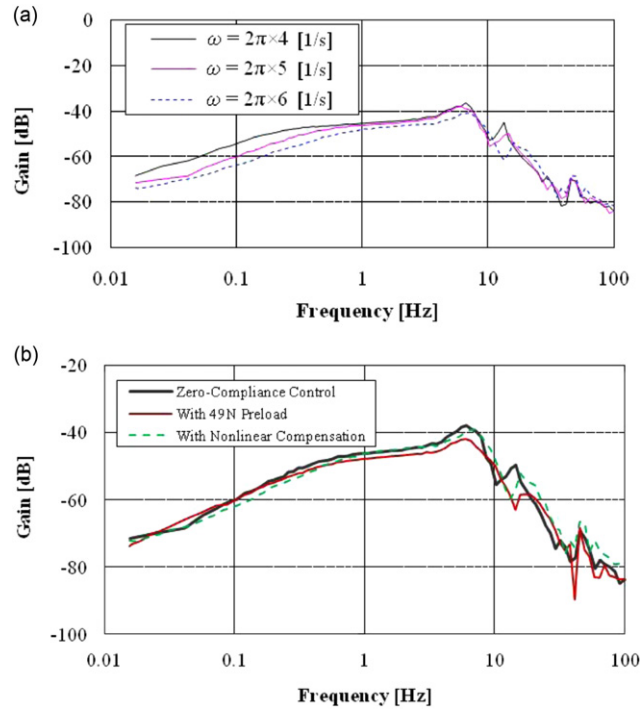 (a)
0
-20
-40
-60
-80
-100
Gain [dB]
ω = 2π×4 [1/s]
ω = 2π×5 [1/s]
ω = 2π×6 [1/s]
0.01 0.1 1 10 100
Frequency [Hz]
(b)
-20
-40
-60
-80
-100
Gain [dB]
Zero-Compliance Control
With 49N Preload
With Nonlinear Compensation
0.01 0.1 1 10 100
Frequency [Hz]